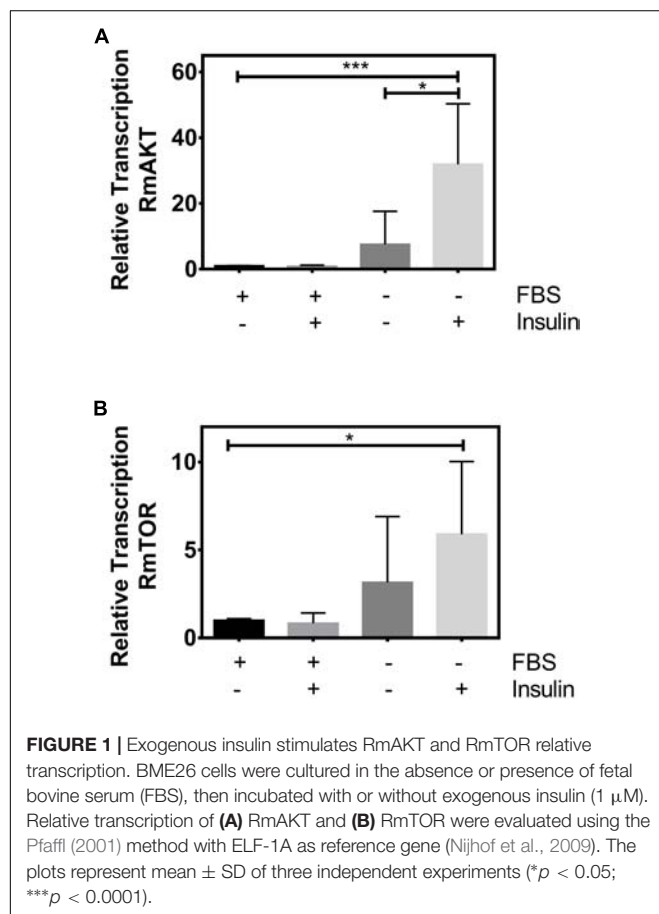 A
Relative Transcription
RmAKT
60
40
20
0
***
*
+ + - - FBS
- + - + Insulin
B
Relative Transcription
RmTOR
10
5
0
*
+ + - - FBS
- + - + Insulin
FIGURE 1 | Exogenous insulin stimulates RmAKT and RmTOR relative
transcription. BME26 cells were cultured in the absence or presence of fetal
bovine serum (FBS), then incubated with or without exogenous insulin (1 μM).
Relative transcription of (A) RmAKT and (B) RmTOR were evaluated using the
Pfaffl (2001) method with ELF-1A as reference gene (Nijhof et al., 2009). The
plots represent mean ± SD of three independent experiments (*p < 0.05;
***p < 0.0001).